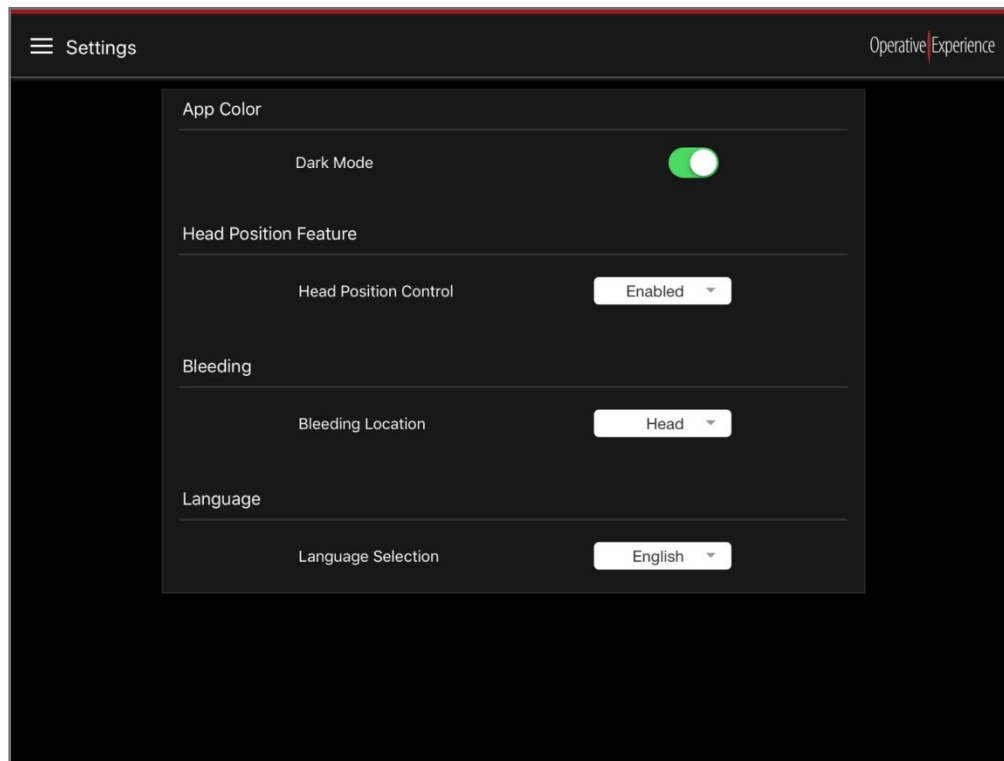 Settings
Operative Experience
App Color
Dark Mode
Head Position Feature
Head Position Control Enabled
Bleeding
Bleeding Location Head
Language
Language Selection English